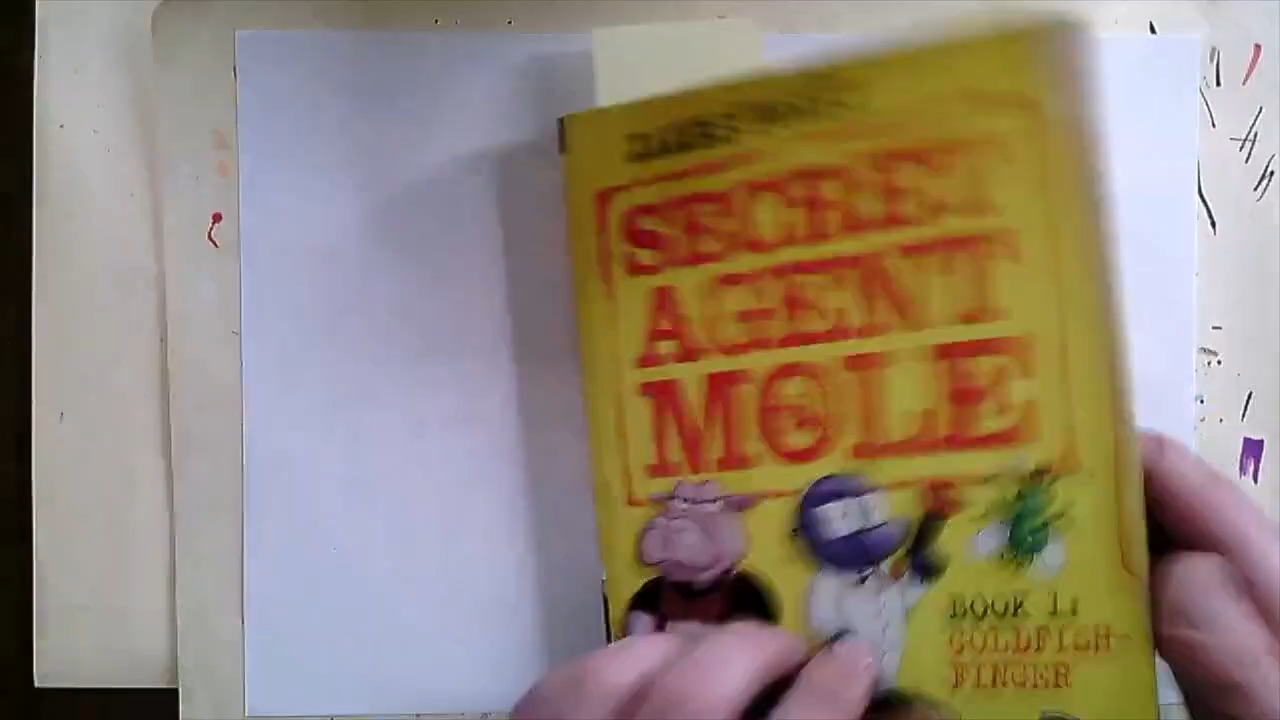 SECRET
AGENT
MOLE
BOOK 1:
GOLDFISH-
FINGER